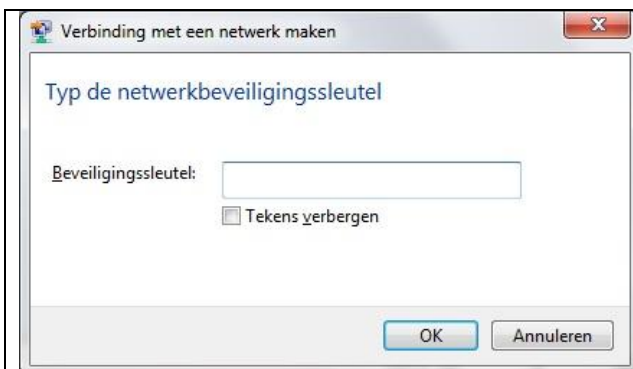 Verbinding met een netwerk maken
Typ de netwerkbeveiligingssleutel
Beveiligingssleutel:
Tekens verbergen
OK Annuleren